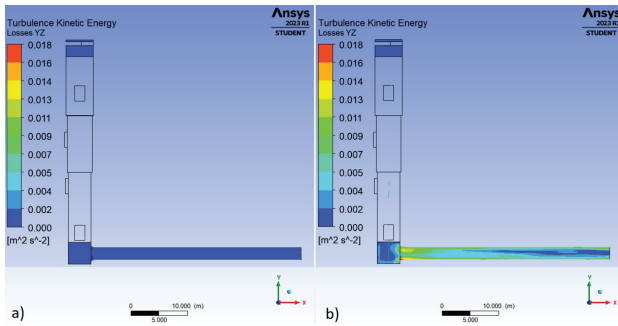 Turbulence Kinetic Energy
Losses YZ
0.018
0.016
0.014
0.013
0.011
0.009
0.007
0.005
0.004
0.002
0.000
[m^2 s^-2]
Ansys
2023 R1
STUDENT
Y
X
0
10.000 (m)
5.000
a)
Turbulence Kinetic Energy
Losses YZ
0.018
0.016
0.014
0.013
0.011
0.009
0.007
0.005
0.004
0.002
0.000
[m^2 s^-2]
Ansys
2023 R1
STUDENT
Y
X
0
10.000 (m)
5.000
b)